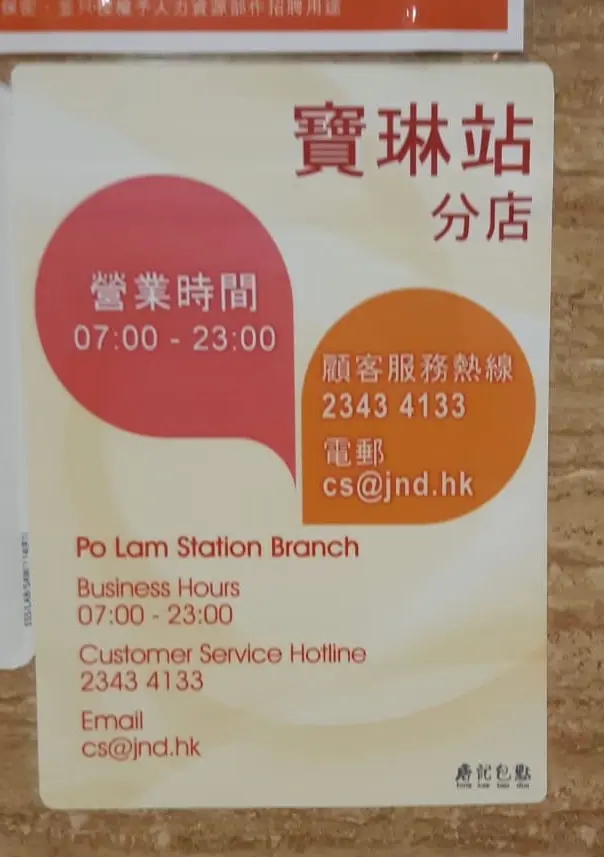 寶琳站
分店
營業時間
07:00 - 23:00
顧客服務熱線
2343 4133
電郵
cs@jnd.hk
Po Lam Station Branch
Business Hours
07:00 - 23:00
Customer Service Hotline
2343 4133
Email
cs@jnd.hk
唐記包點